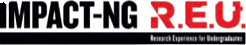 IMPACT-NG R.E.U.
Research Experience for Undergraduates